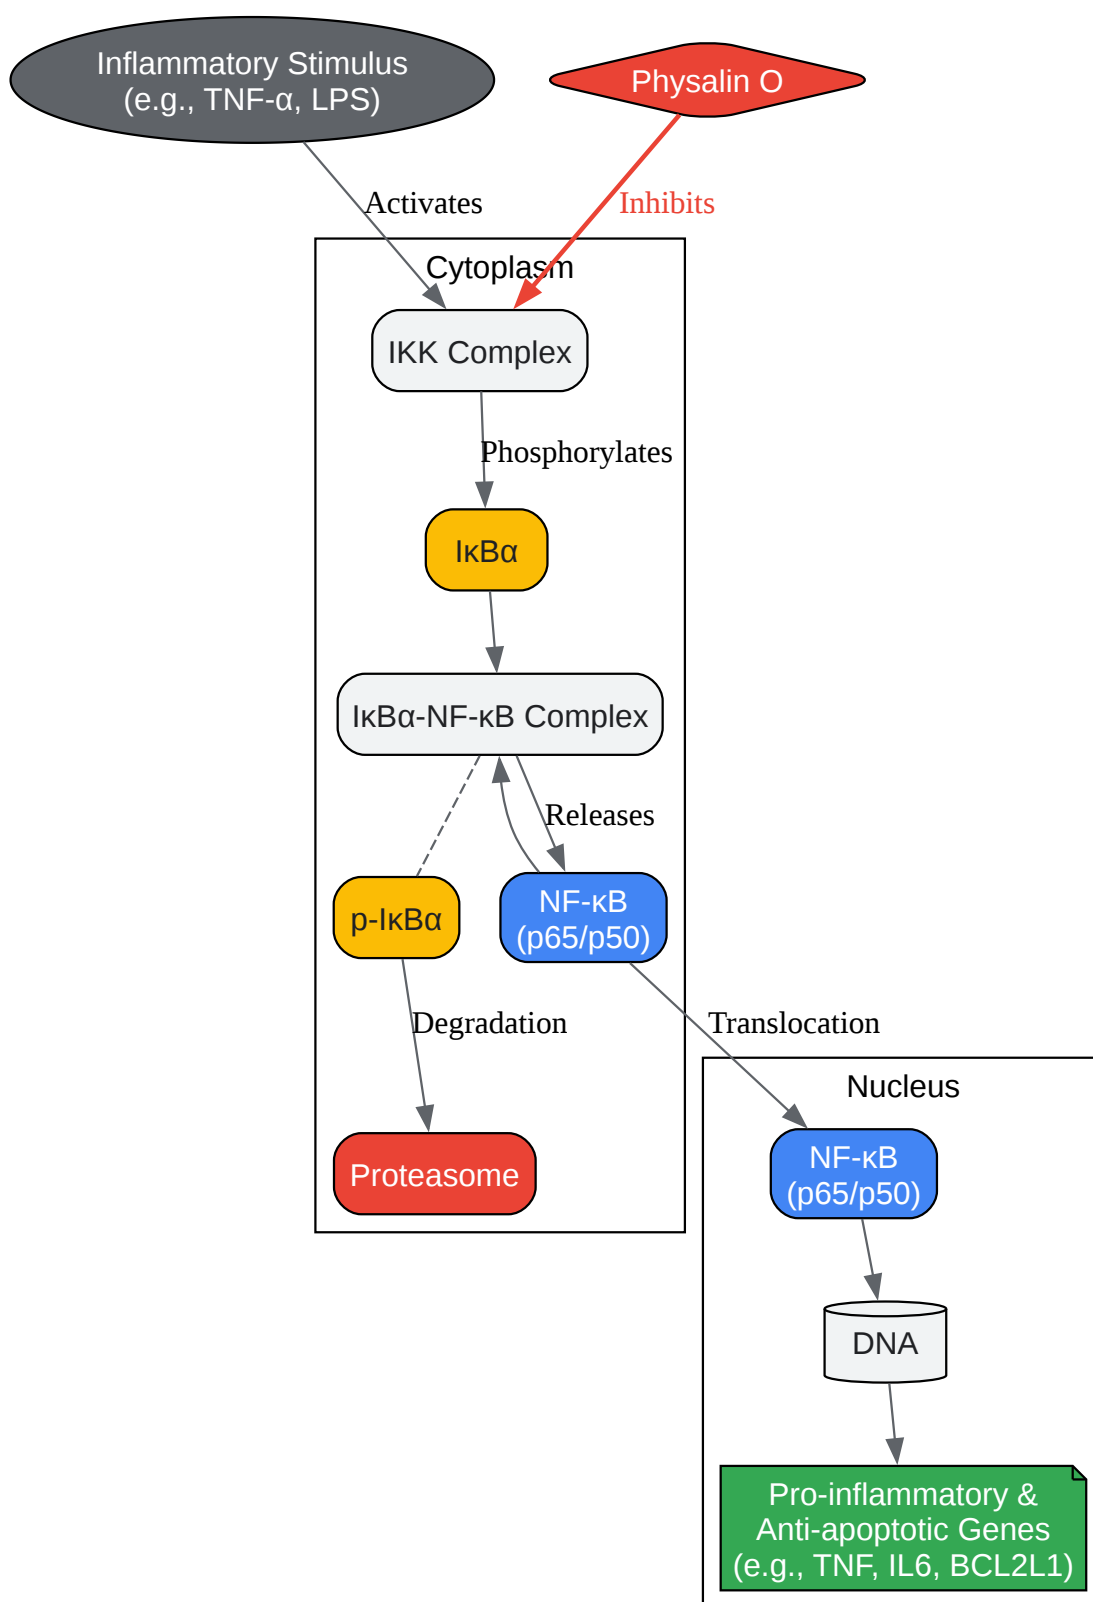 Inflammatory Stimulus
(e.g., TNF-α, LPS)
Physalin O
Activates
Inhibits
Cytoplasm
IKK Complex
Phosphorylates
IκBα
IκBα-NF-κB Complex
Releases
p-IκBα
NF-κB
(p65/p50)
Degradation
Translocation
Nucleus
Proteasome
NF-κB
(p65/p50)
DNA
Pro-inflammatory &
Anti-apoptotic Genes
(e.g., TNF, IL6, BCL2L1)